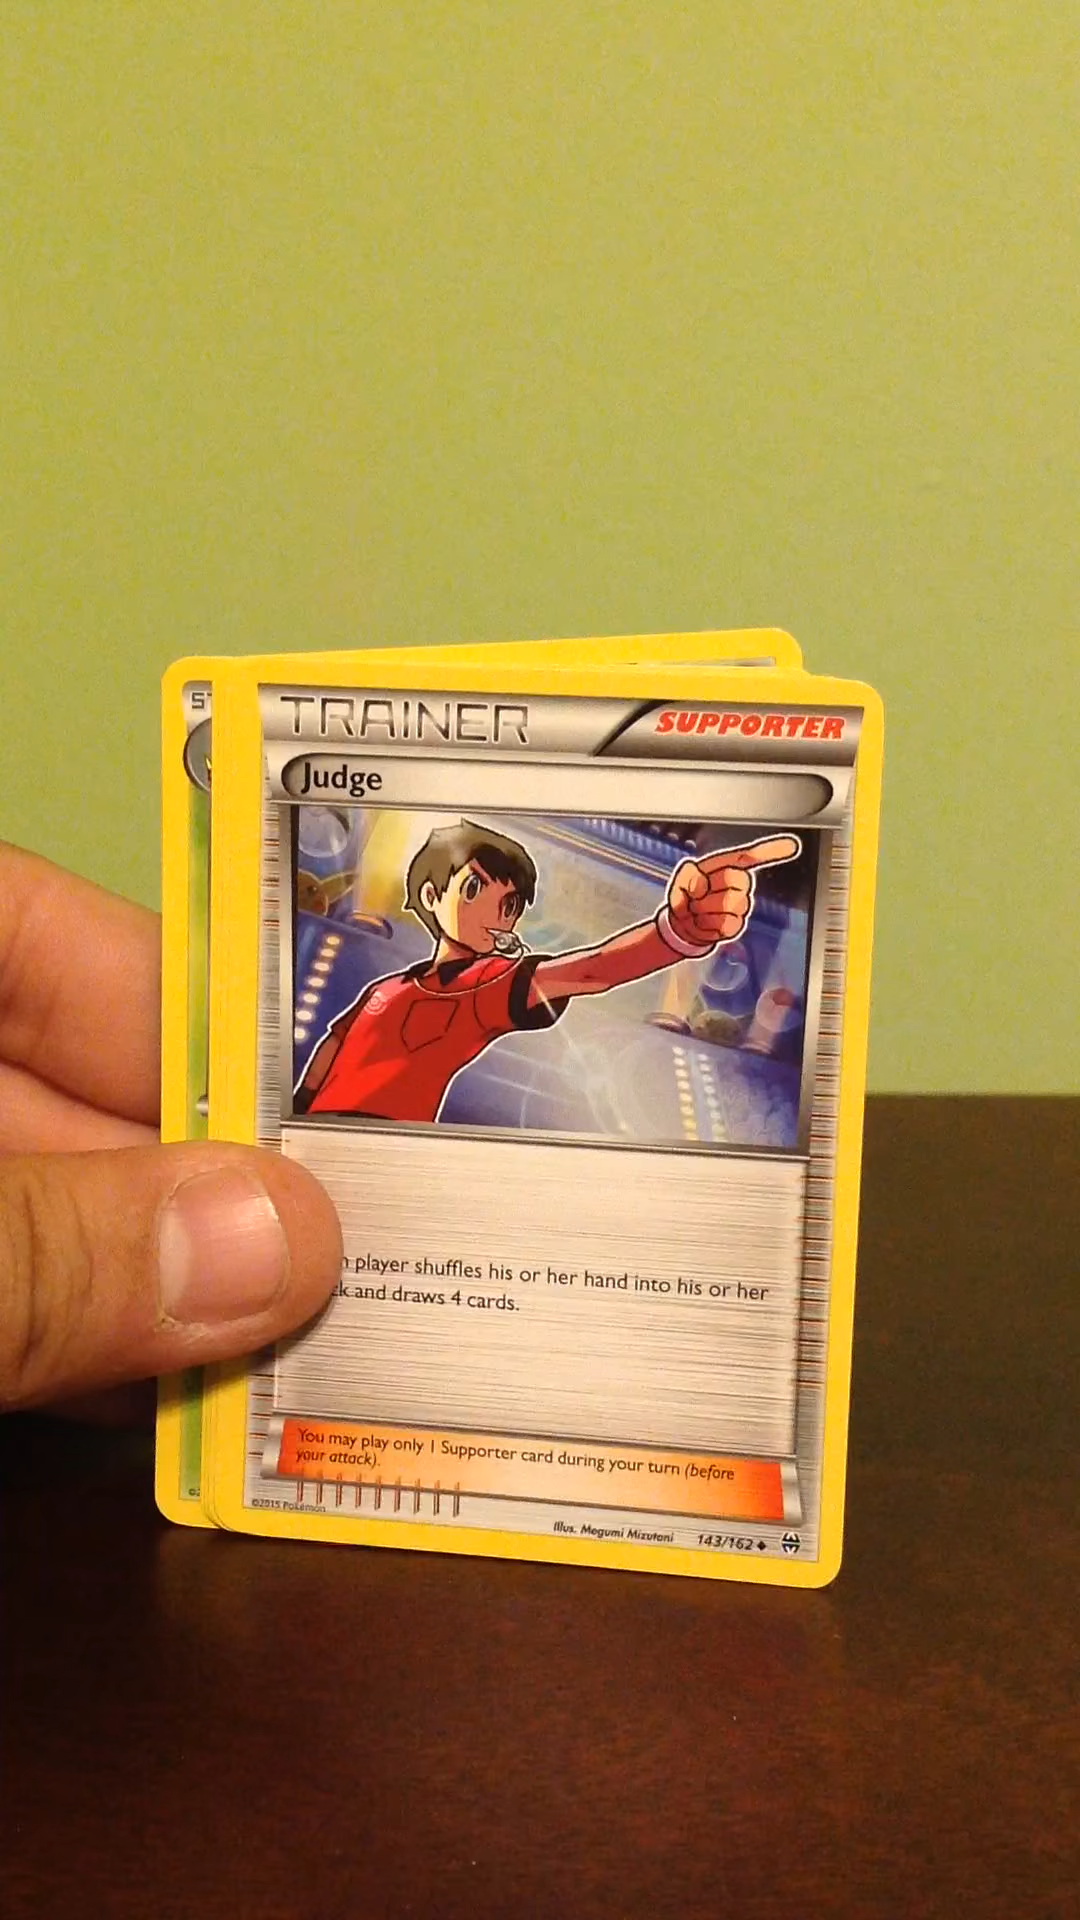 TRAINER SUPPORTER
Judge
player shuffles his or her hand into his or her
and draws 4 cards.
You may play only 1 Supporter card during your turn (before
your attack).
©2015 Pokémon
Illus. Megumi Mizutani 143/162